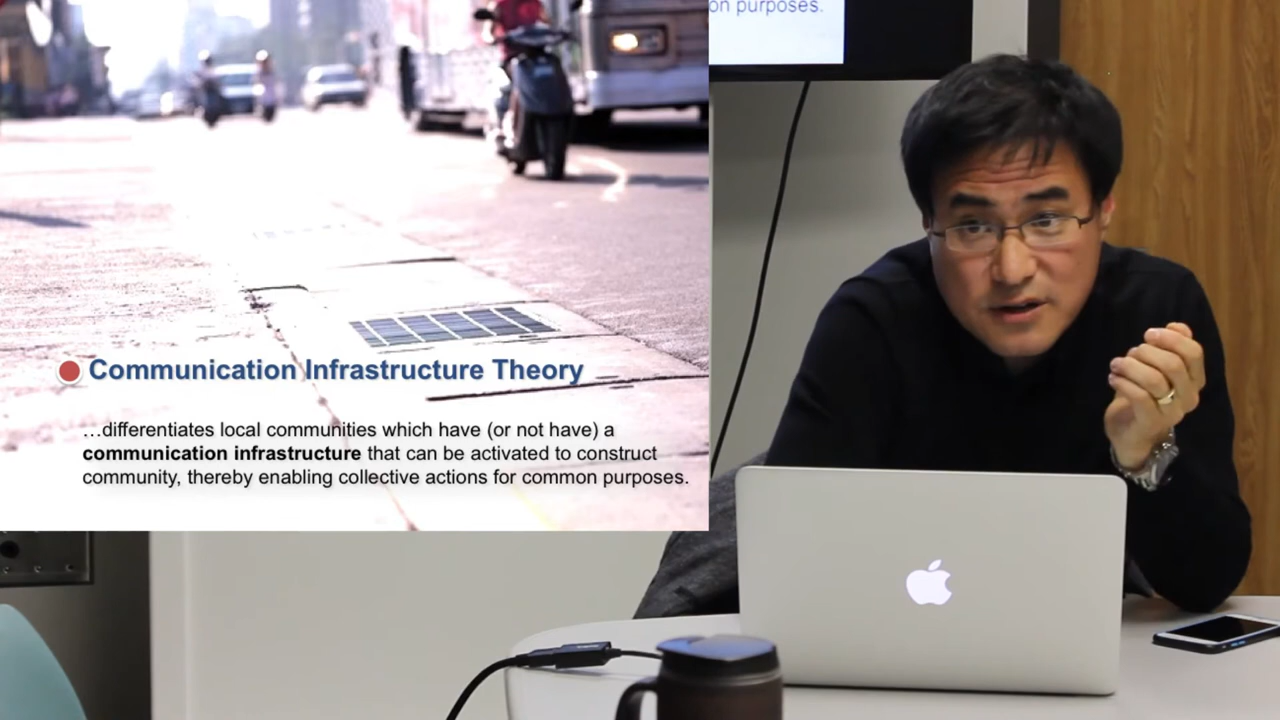 on purposes.
Communication Infrastructure Theory
…differentiates local communities which have (or not have) a
communication infrastructure that can be activated to construct
community, thereby enabling collective actions for common purposes.